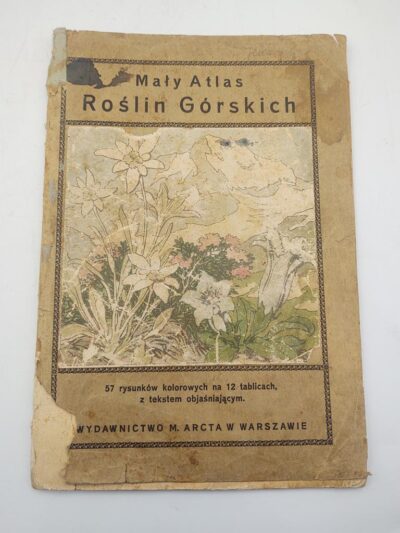 Mały Atlas
Roślin Górskich
57 rysunków kolorowych na 12 tablicach,
z tekstem objaśniającym.
WYDAWNICTWO M. ARCTA W WARSZAWIE